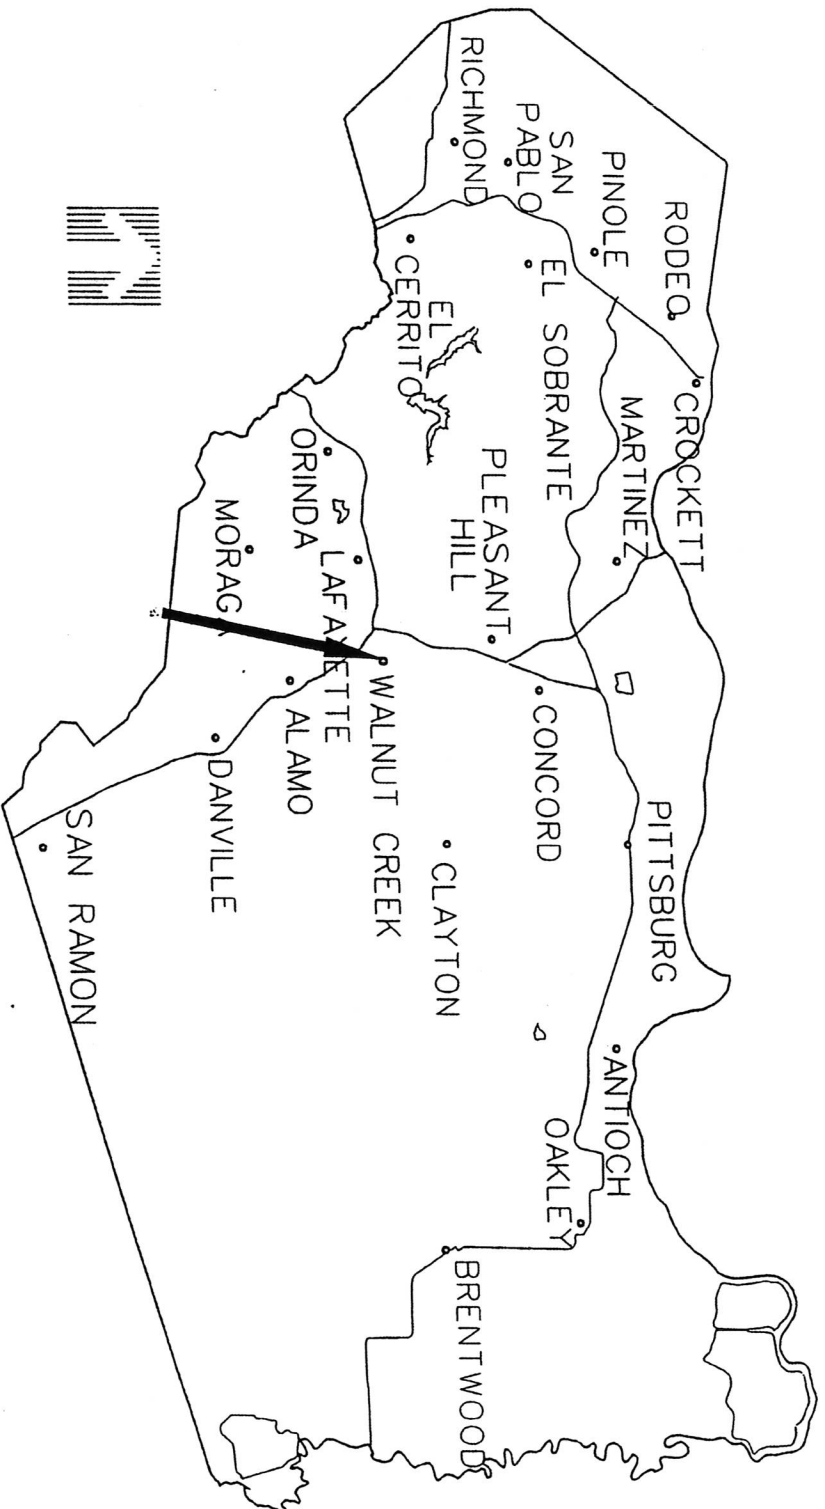 RICHMOND
SAN
PABLO
PINOLE
RODEO
EL
CERRITO
EL SOBRANTE
CROCKETT
MARTINEZ
PLEASANT
HILL
ORINDA
MORAGA
LAFAYETTE
WALNUT CREEK
ALAMO
DANVILLE
SAN RAMON
CONCORD
CLAYTON
PITTSBURG
ANTIOCH
OAKLEY
BRENTWOOD